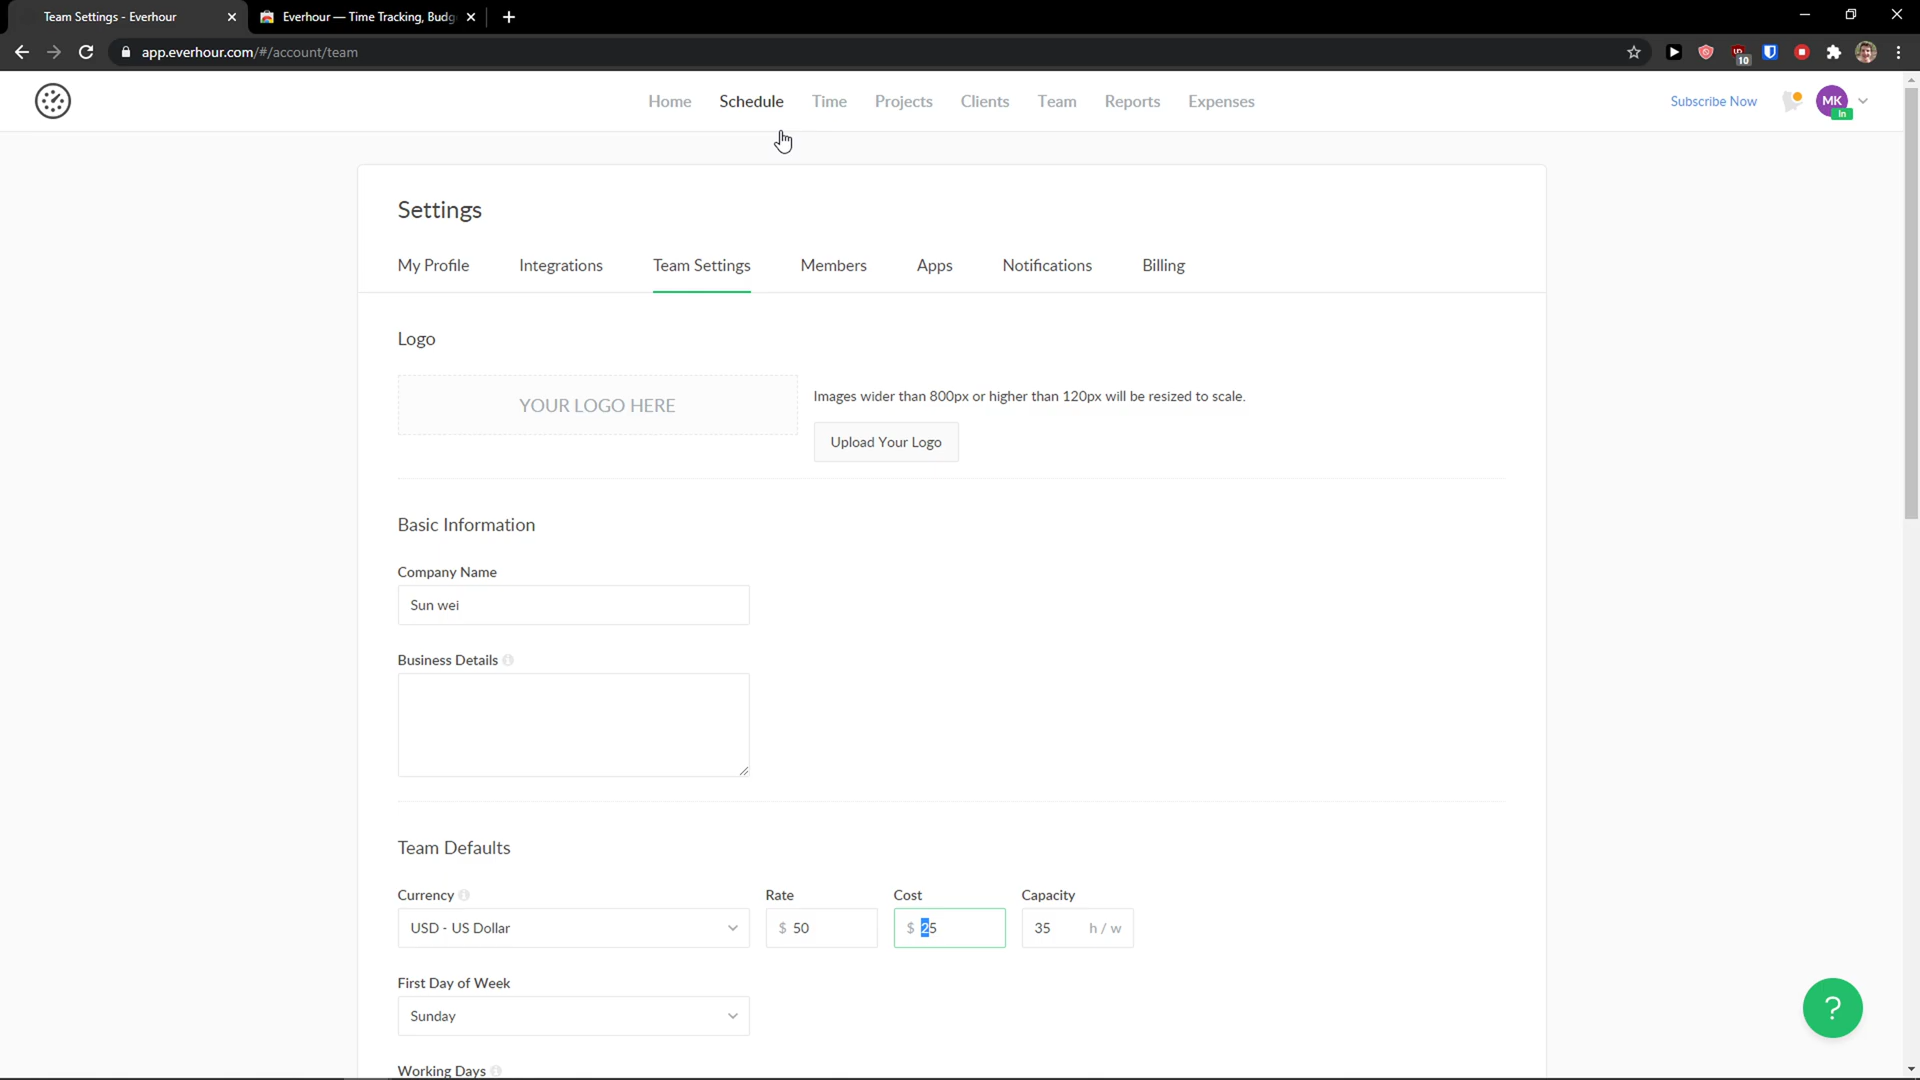 Team Settings - Everhour
Everhour — Time Tracking, Budg
app.everhour.com/#/account/team
10
Home Schedule Time Projects Clients Team Reports Expenses
Subscribe Now
MK
In
Settings
My Profile Integrations Team Settings Members Apps Notifications Billing
Logo
YOUR LOGO HERE
Images wider than 800px or higher than 120px will be resized to scale.
Upload Your Logo
Basic Information
Company Name
Sun wei
Business Details
Team Defaults
Currency Rate Cost Capacity
USD - US Dollar $ 50 $ 25 35 h / w
First Day of Week
Sunday
?
Working Days